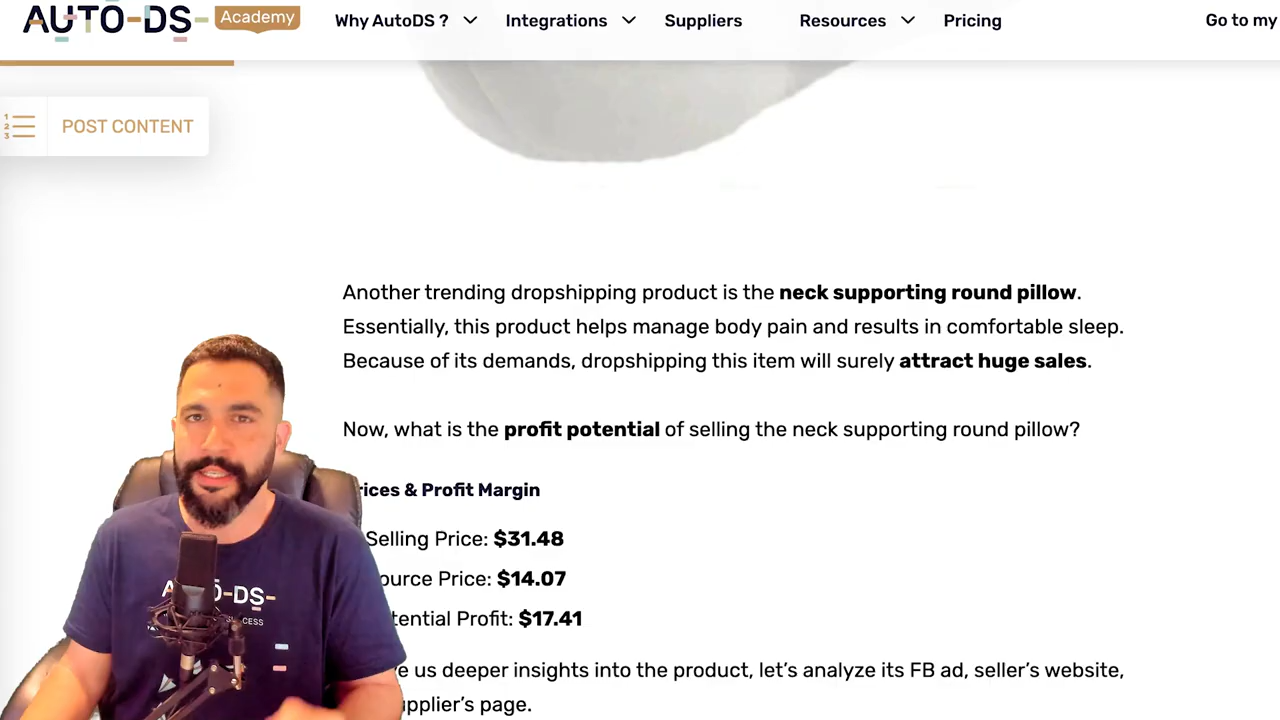 AUTO-DS- Academy
Why AutoDS ?
Integrations
Suppliers
Resources
Pricing
Go to my
1
2
3
POST CONTENT
Another trending dropshipping product is the neck supporting round pillow.
Essentially, this product helps manage body pain and results in comfortable sleep.
Because of its demands, dropshipping this item will surely attract huge sales.
Now, what is the profit potential of selling the neck supporting round pillow?
rices & Profit Margin
Selling Price: $31.48
ource Price: $14.07
tential Profit: $17.41
e us deeper insights into the product, let's analyze its FB ad, seller's website,
upplier's page.